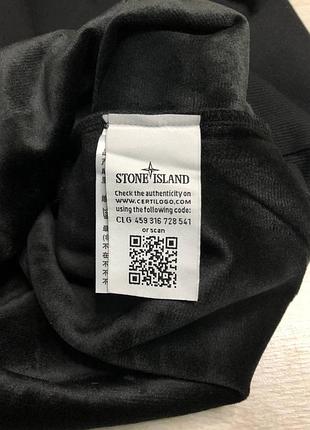 STONE ISLAND
Check the authenticity on
WWW.CERTILOGO.COM
using the following code:
CLG 459 316 728 541
or scan